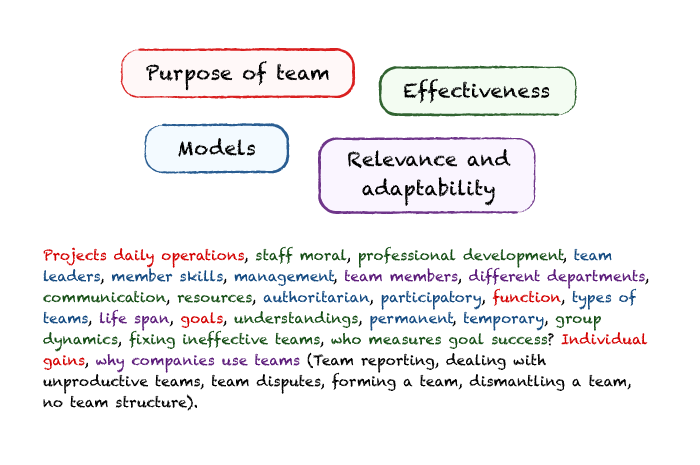 Purpose of team
Effectiveness
Models
Relevance and
adaptability
Projects daily operations, staff moral, professional development, team
leaders, member skills, management, team members, different departments,
communication, resources, authoritarian, participatory, function, types of
teams, life span, goals, understandings, permanent, temporary, group
dynamics, fixing ineffective teams, who measures goal success? Individual
gains, why companies use teams (Team reporting, dealing with
unproductive teams, team disputes, forming a team, dismantling a team,
no team structure).